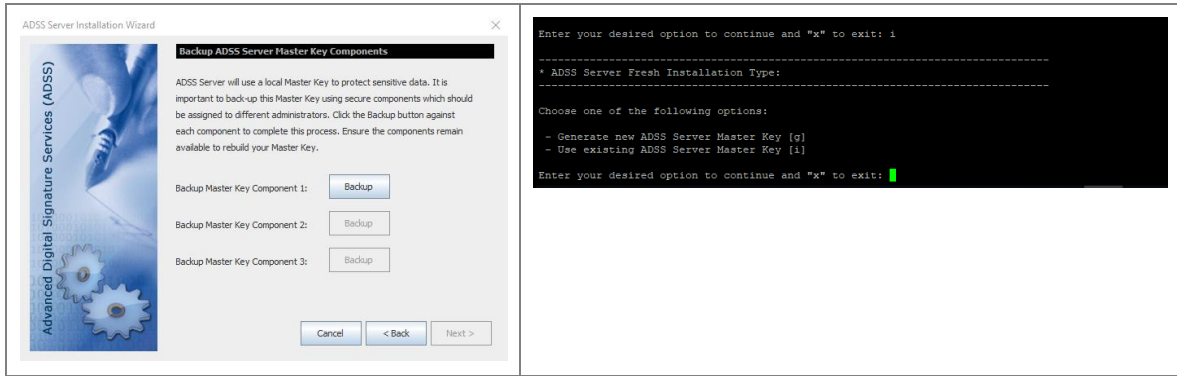 ADSS Server Installation Wizard
Advanced Digital Signature Services (ADSS)
Backup ADSS Server Master Key Components
ADSS Server will use a local Master Key to protect sensitive data. It is
important to back-up this Master Key using secure components which should
be assigned to different administrators. Click the Backup button against
each component to complete this process. Ensure the components remain
available to rebuild your Master Key.
Backup Master Key Component 1: Backup
Backup Master Key Component 2: Backup
Backup Master Key Component 3: Backup
Cancel < Back Next >
Enter your desired option to continue and "x" to exit: i
--------------------------------------------------------------------------------
* ADSS Server Fresh Installation Type:
--------------------------------------------------------------------------------
Choose one of the following options:
- Generate new ADSS Server Master Key [g]
- Use existing ADSS Server Master Key [i]
Enter your desired option to continue and "x" to exit: